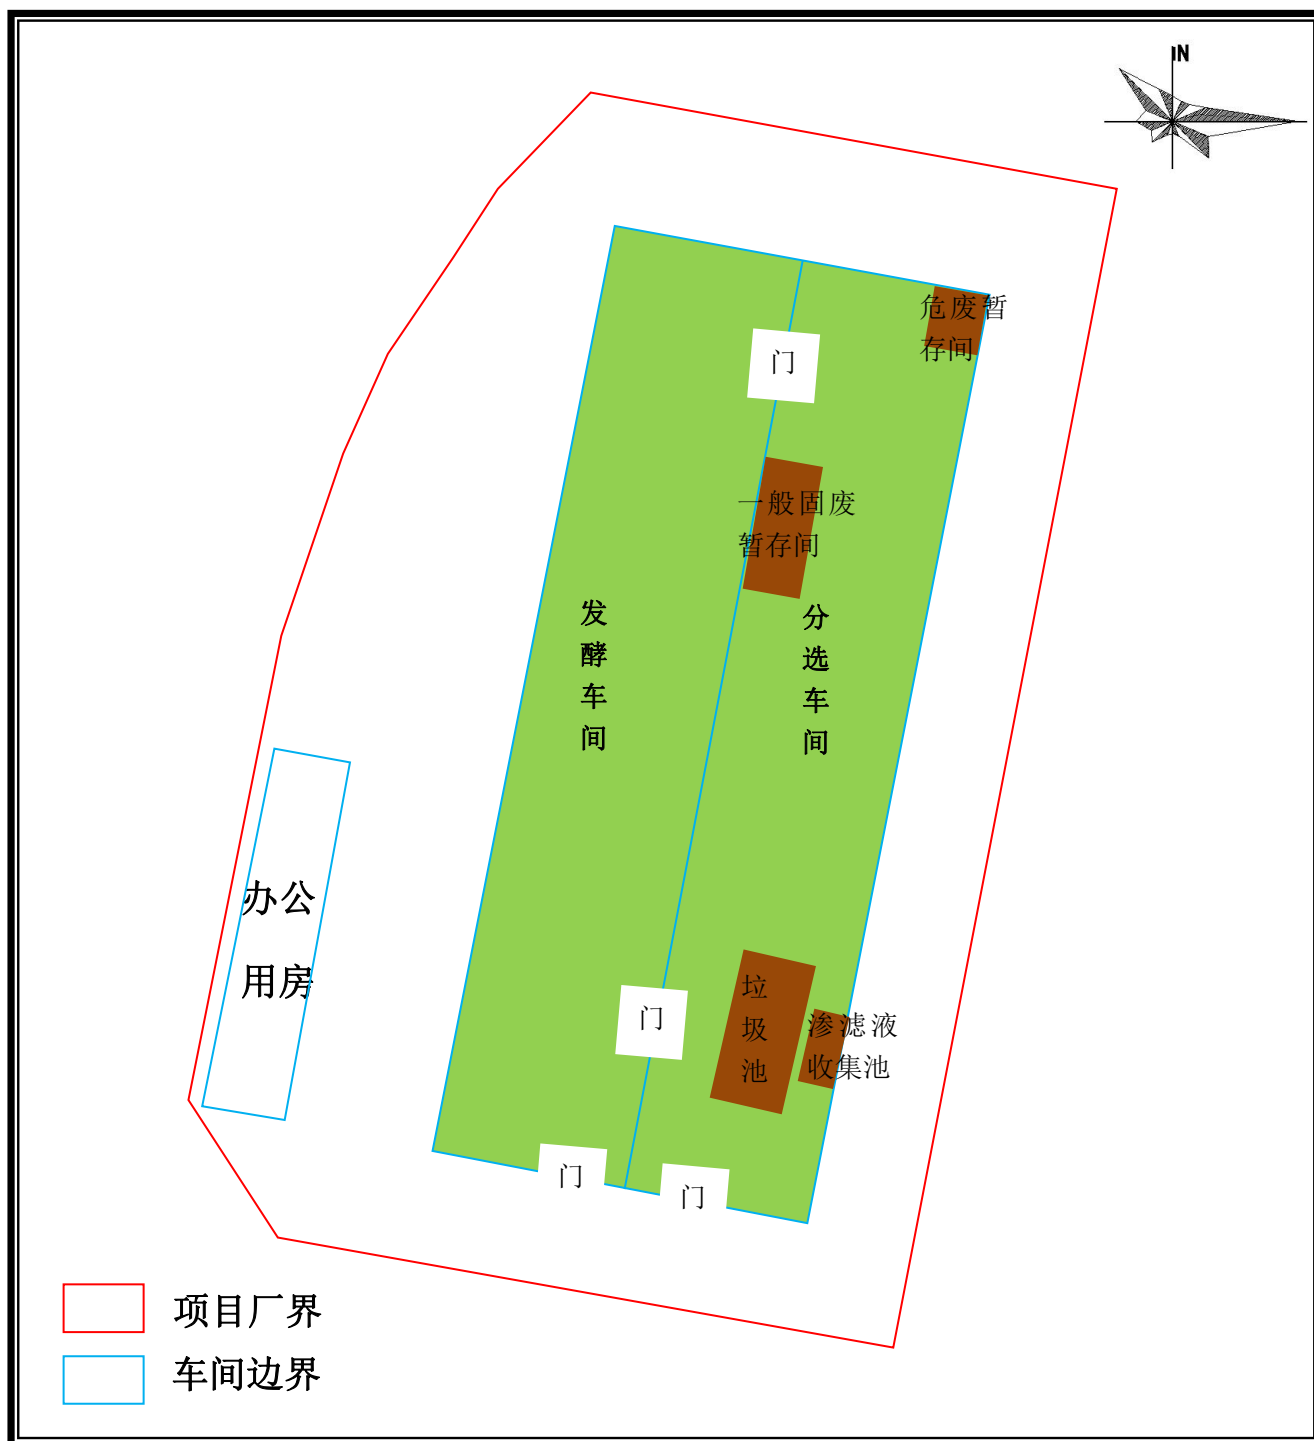 N
危废暂
存间
门
一般固废
暂存间
发
酵
车
间
分
选
车
间
办公
用房
垃
圾
池
渗滤液
收集池
门
门
门
项目厂界
车间边界